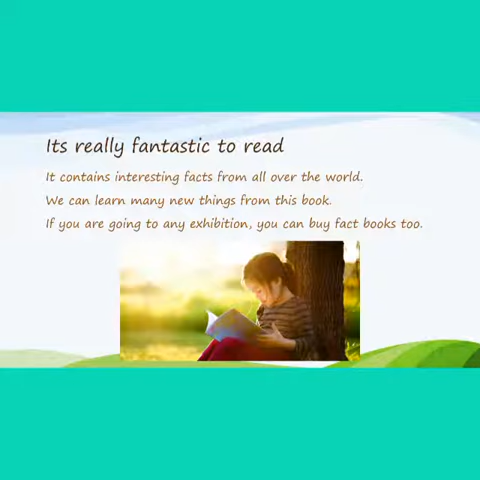 Its really fantastic to read
It contains interesting facts from all over the world.
We can learn many new things from this book.
If you are going to any exhibition, you can buy fact books too.